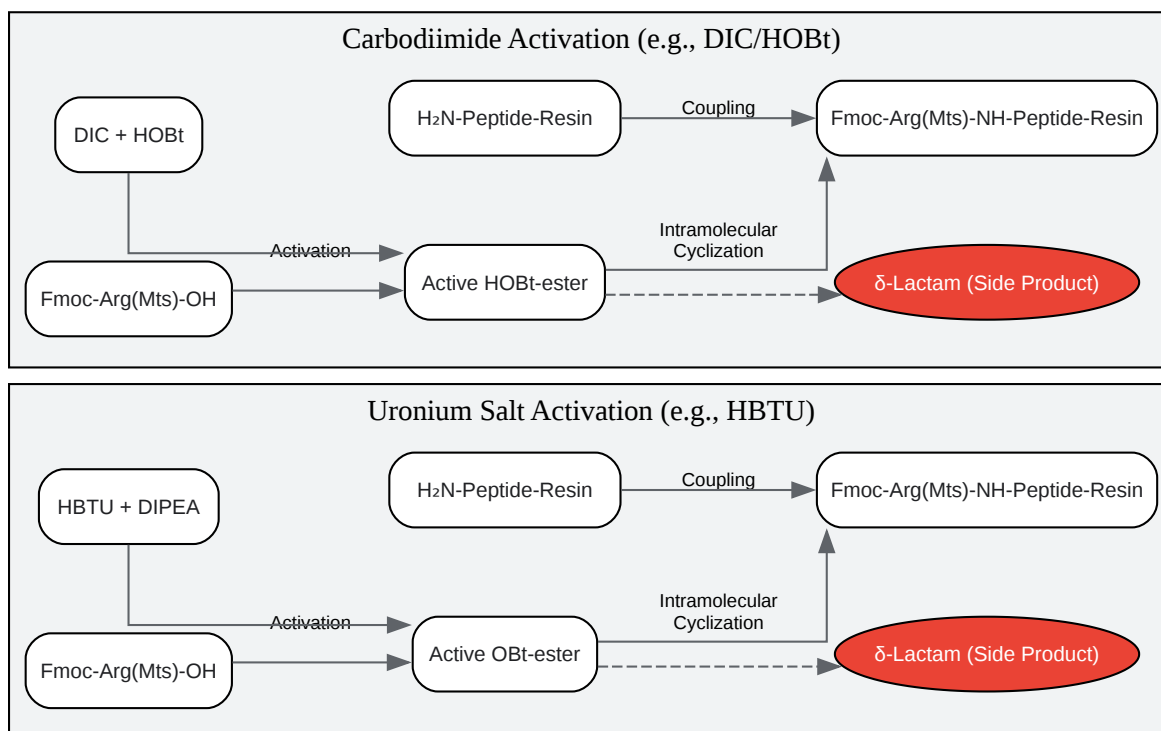 Carbodiimide Activation (e.g., DIC/HOBt)
H₂N-Peptide-Resin
Coupling
Fmoc-Arg(Mts)-NH-Peptide-Resin
DIC + HOBt
Intramolecular
Cyclization
Activation
Fmoc-Arg(Mts)-OH
Active HOBt-ester
δ-Lactam (Side Product)
Uronium Salt Activation (e.g., HBTU)
H₂N-Peptide-Resin
Coupling
Fmoc-Arg(Mts)-NH-Peptide-Resin
HBTU + DIPEA
Intramolecular
Cyclization
Activation
Fmoc-Arg(Mts)-OH
Active OBt-ester
δ-Lactam (Side Product)